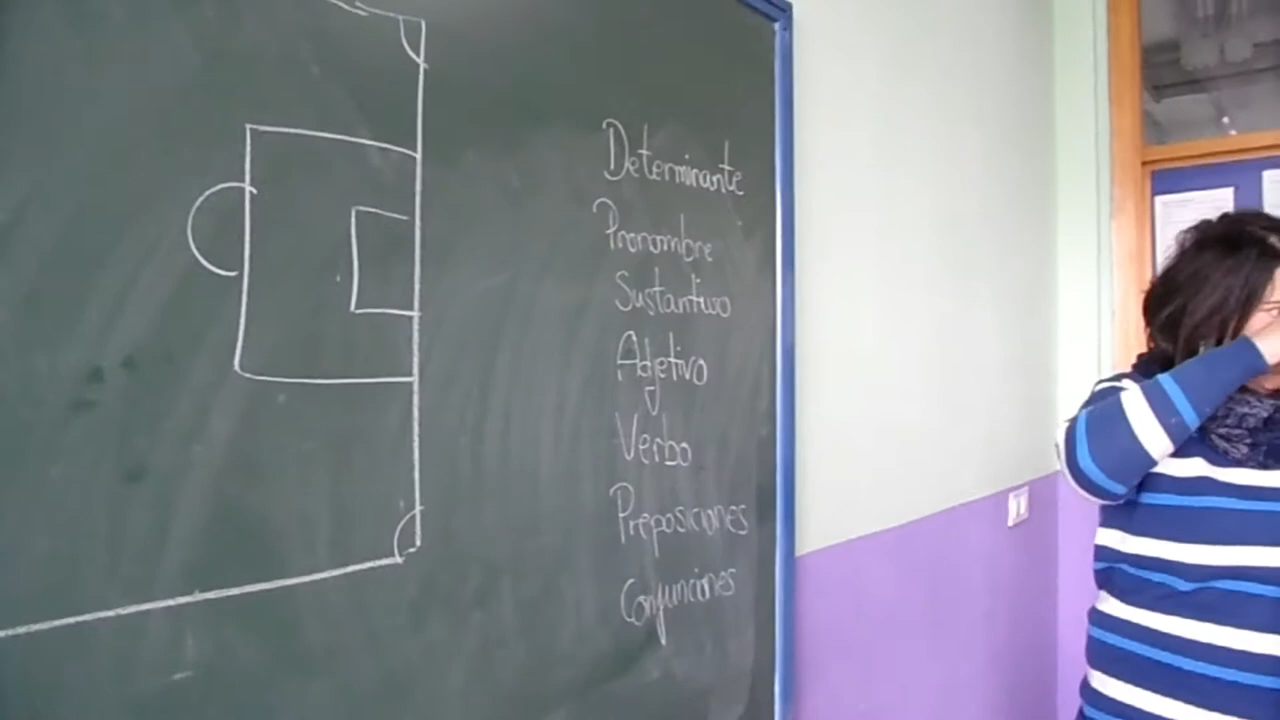 Determinante
Pronombre
Sustantivo
Adjetivo
Verbo
Preposiciones
Conjunciones